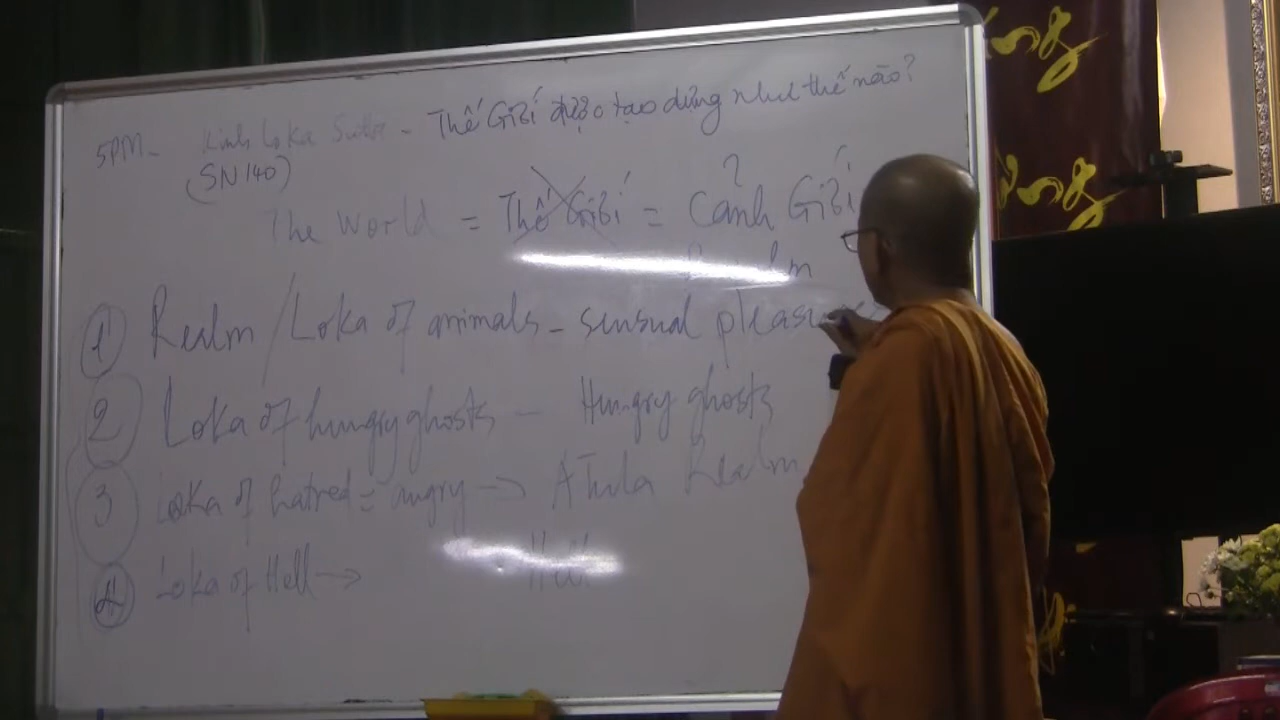 5PM - Kinh Loka Sutta - Thế Giới được tạo dựng như thế nào?
(SN 140)
The World = Thế Giới = Cảnh Giới
Realm
1 Realm / Loka of animals - sensual pleasu
2 Loka of hungry ghosts - Hungry ghosts
3 Loka of hatred = angry → Atula Realm
4 Loka of Hell → Hell